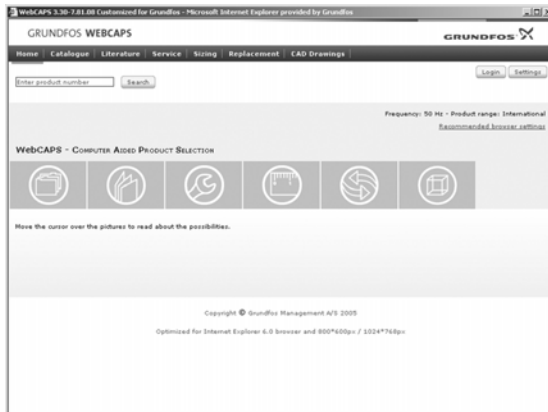 WebCAPS 3.30-7.01.08 Customized for Grundfos - Microsoft Internet Explorer provided by Grundfos
GRUNDFOS WEBCAPS
GRUNDFOS
Home Catalogue Literature Service Sizing Replacement CAD Drawings
Login Settings
Enter product number Search
Frequency: 50 Hz - Product range: International
Recommended browser settings
WEBCAPS - COMPUTER AIDED PRODUCT SELECTION
Move the cursor over the pictures to read about the possibilities.
Copyright © Grundfos Management A/S 2005
Optimized for Internet Explorer 6.0 browser and 800*600px / 1024*768px